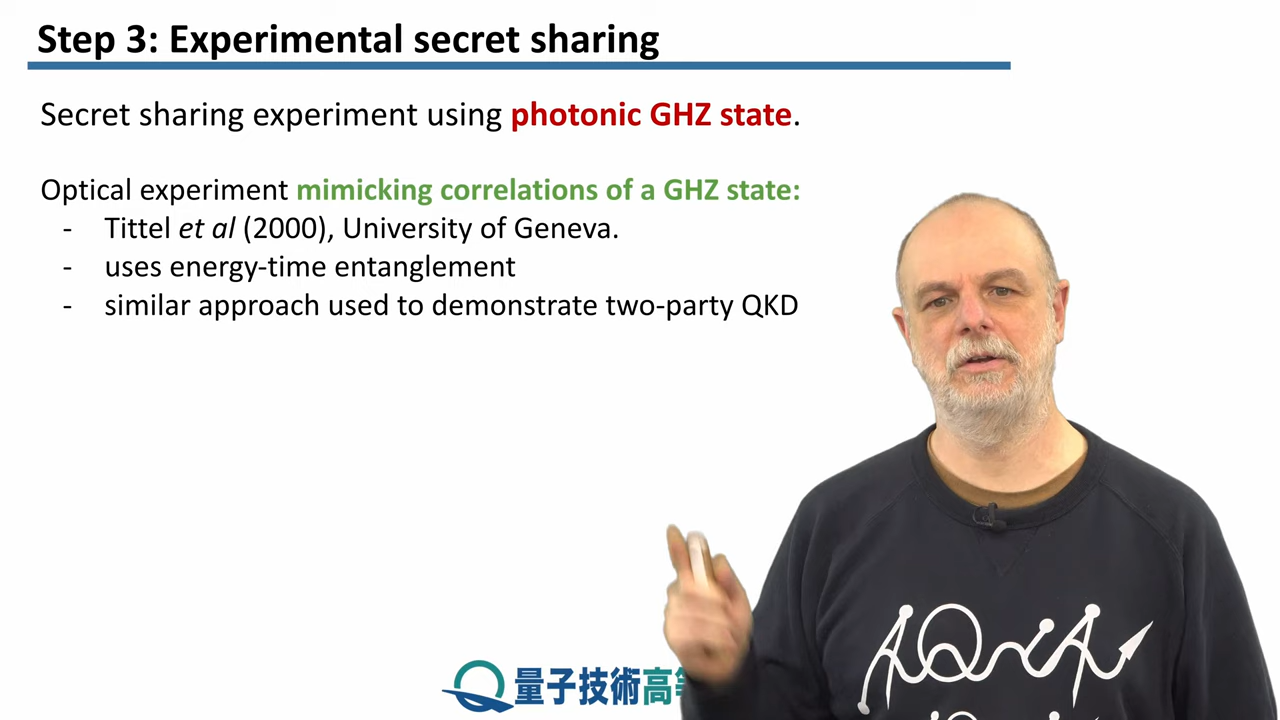 Step 3: Experimental secret sharing
Secret sharing experiment using photonic GHZ state.
Optical experiment mimicking correlations of a GHZ state:
- Tittel et al (2000), University of Geneva.
- uses energy-time entanglement
- similar approach used to demonstrate two-party QKD
AQUA
量子技術高等